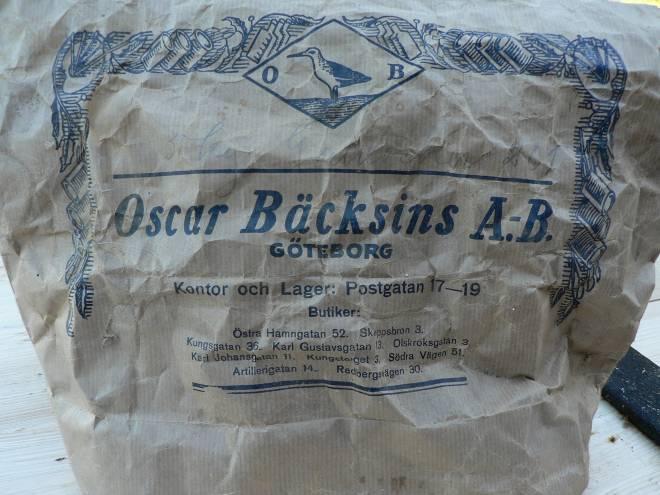 O B
Oscar Bäcksins A.-B.
GÖTEBORG
Kontor och Lager: Postgatan 17—19
Butiker:
Östra Hamngatan 52. Skeppsbron 3.
Kungsgatan 36. Karl Gustavsgatan 13. Olskroksgatan 3
Karl Johansgatan 11. Kungstorget 3. Södra Vägen 51.
Artillerigatan 14. Redbergsvägen 30.